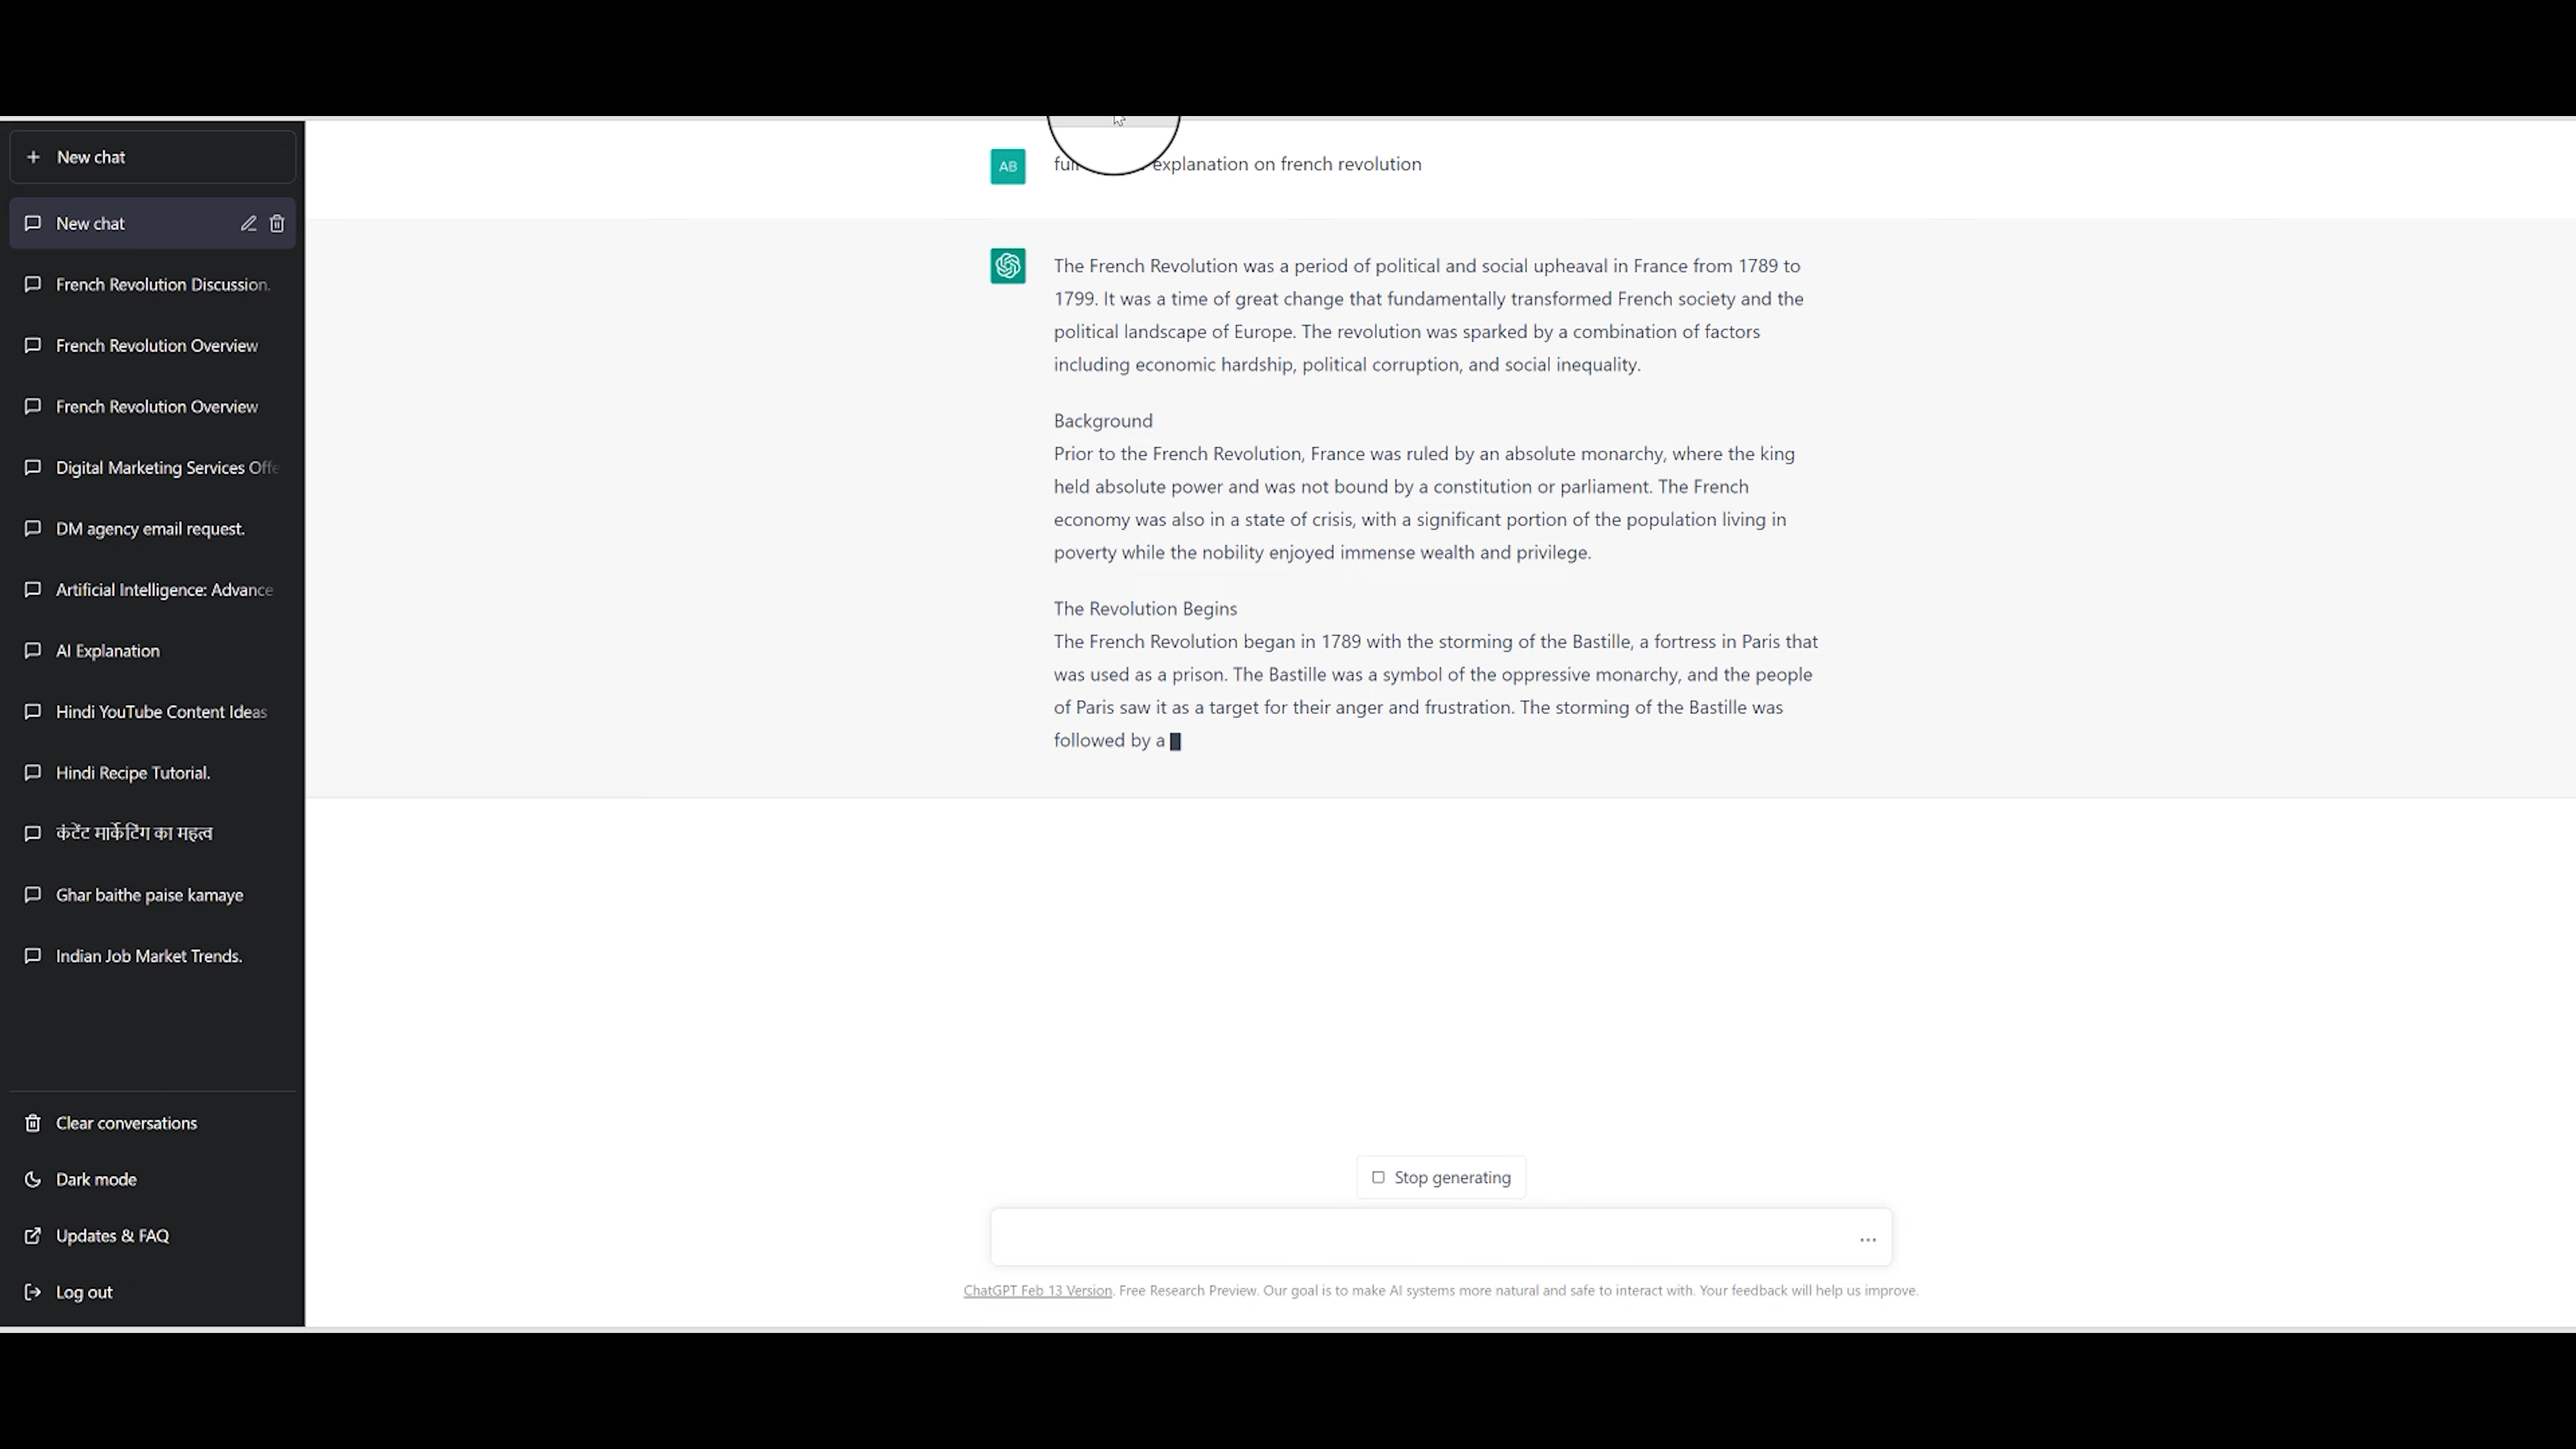 New chat
New chat
French Revolution Discussion.
French Revolution Overview
French Revolution Overview
Digital Marketing Services Offe
DM agency email request.
Artificial Intelligence: Advance
AI Explanation
Hindi YouTube Content Ideas
Hindi Recipe Tutorial.
कंटेंट मार्केटिंग का महत्व
Ghar baithe paise kamaye
Indian Job Market Trends.
Clear conversations
Dark mode
Updates & FAQ
Log out
AB
explanation on french revolution
The French Revolution was a period of political and social upheaval in France from 1789 to
1799. It was a time of great change that fundamentally transformed French society and the
political landscape of Europe. The revolution was sparked by a combination of factors
including economic hardship, political corruption, and social inequality.
Background
Prior to the French Revolution, France was ruled by an absolute monarchy, where the king
held absolute power and was not bound by a constitution or parliament. The French
economy was also in a state of crisis, with a significant portion of the population living in
poverty while the nobility enjoyed immense wealth and privilege.
The Revolution Begins
The French Revolution began in 1789 with the storming of the Bastille, a fortress in Paris that
was used as a prison. The Bastille was a symbol of the oppressive monarchy, and the people
of Paris saw it as a target for their anger and frustration. The storming of the Bastille was
followed by a
Stop generating
ChatGPT Feb 13 Version. Free Research Preview. Our goal is to make AI systems more natural and safe to interact with. Your feedback will help us improve.